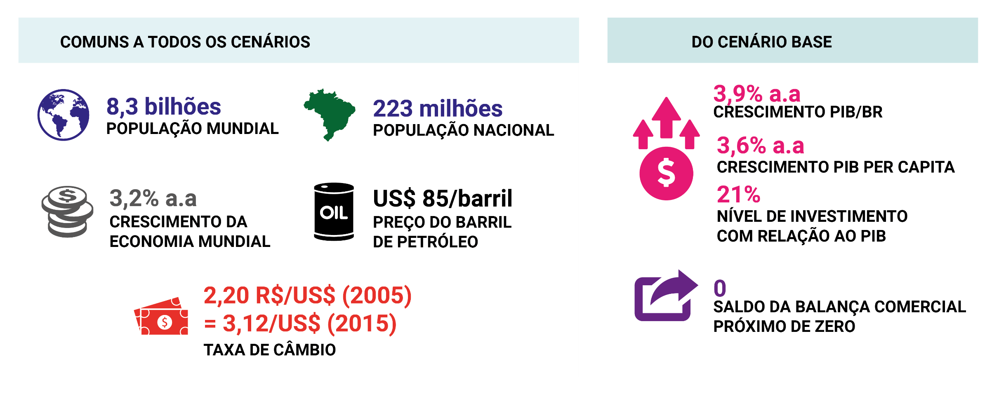 COMUNS A TODOS OS CENÁRIOS
8,3 bilhões
POPULAÇÃO MUNDIAL
223 milhões
POPULAÇÃO NACIONAL
$
3,2% a.a
CRESCIMENTO DA
ECONOMIA MUNDIAL
OIL
US$ 85/barril
PREÇO DO BARRIL
DE PETRÓLEO
$
2,20 R$/US$ (2005)
= 3,12/US$ (2015)
TAXA DE CÂMBIO
DO CENÁRIO BASE
$
3,9% a.a
CRESCIMENTO PIB/BR
3,6% a.a
CRESCIMENTO PIB PER CAPITA
21%
NÍVEL DE INVESTIMENTO
COM RELAÇÃO AO PIB
0
SALDO DA BALANÇA COMERCIAL
PRÓXIMO DE ZERO